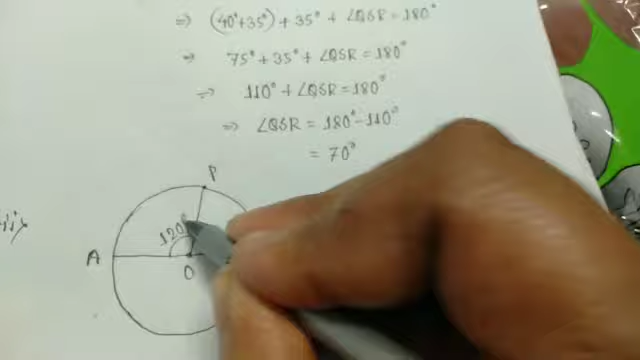 ⇒ (40°+35°) + 35° + ∠QSR = 180°
⇒ 75° + 35° + ∠QSR = 180°
⇒ 110° + ∠QSR = 180°
⇒ ∠QSR = 180° - 110°
= 70°
P
120°
A
O